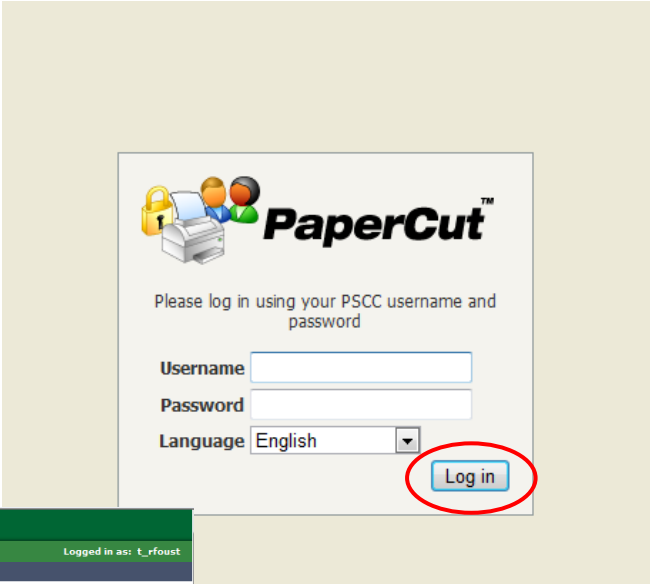 PaperCut™
Please log in using your PSCC username and
password
Username
Password
Language English
Log in
Logged in as: t_rfoust